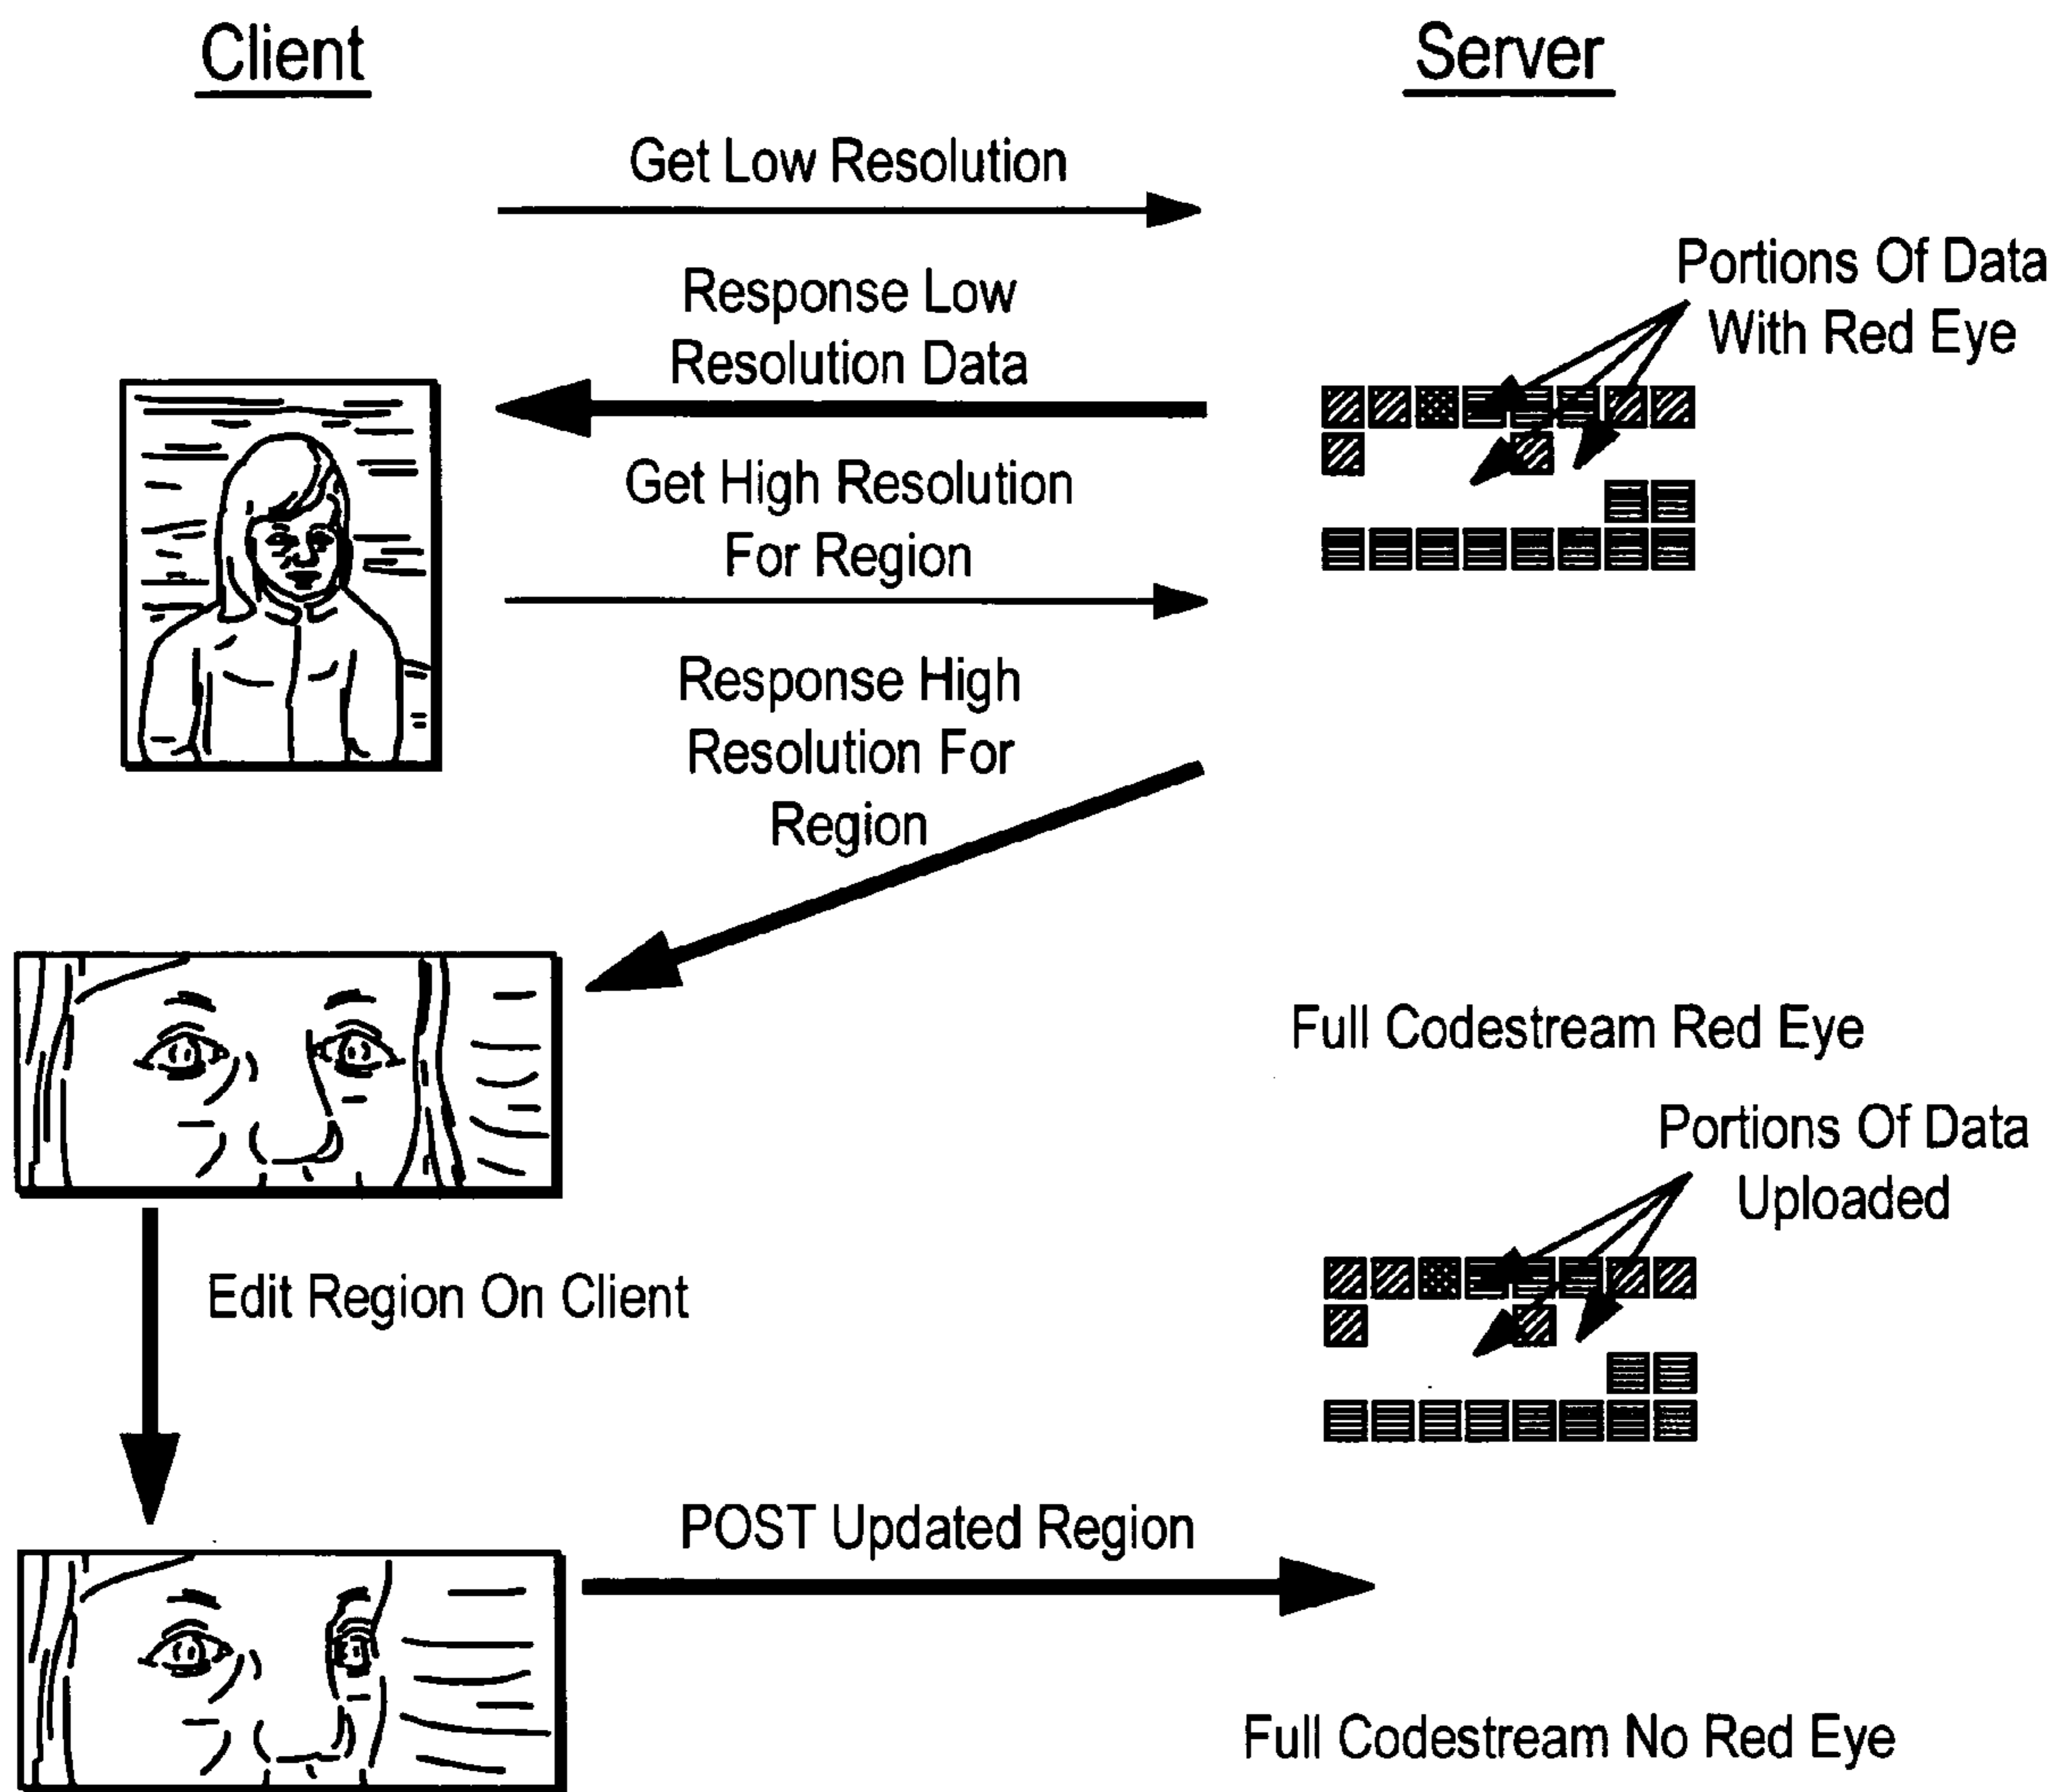 Client
Server
Get Low Resolution
Response Low
Resolution Data
Portions Of Data
With Red Eye
Get High Resolution
For Region
Response High
Resolution For
Region
Full Codestream Red Eye
Portions Of Data
Uploaded
Edit Region On Client
POST Updated Region
Full Codestream No Red Eye